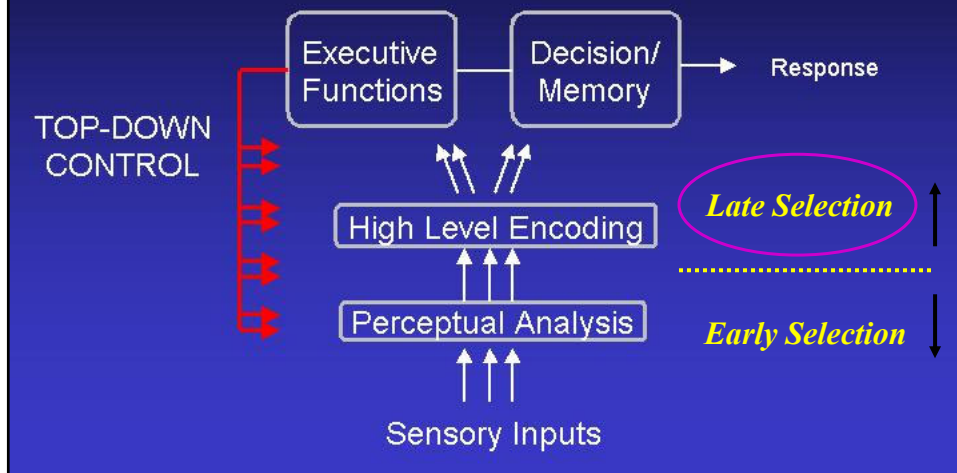 Executive
Functions
Decision/
Memory
Response
TOP-DOWN
CONTROL
High Level Encoding
Late Selection
Perceptual Analysis
Early Selection
Sensory Inputs